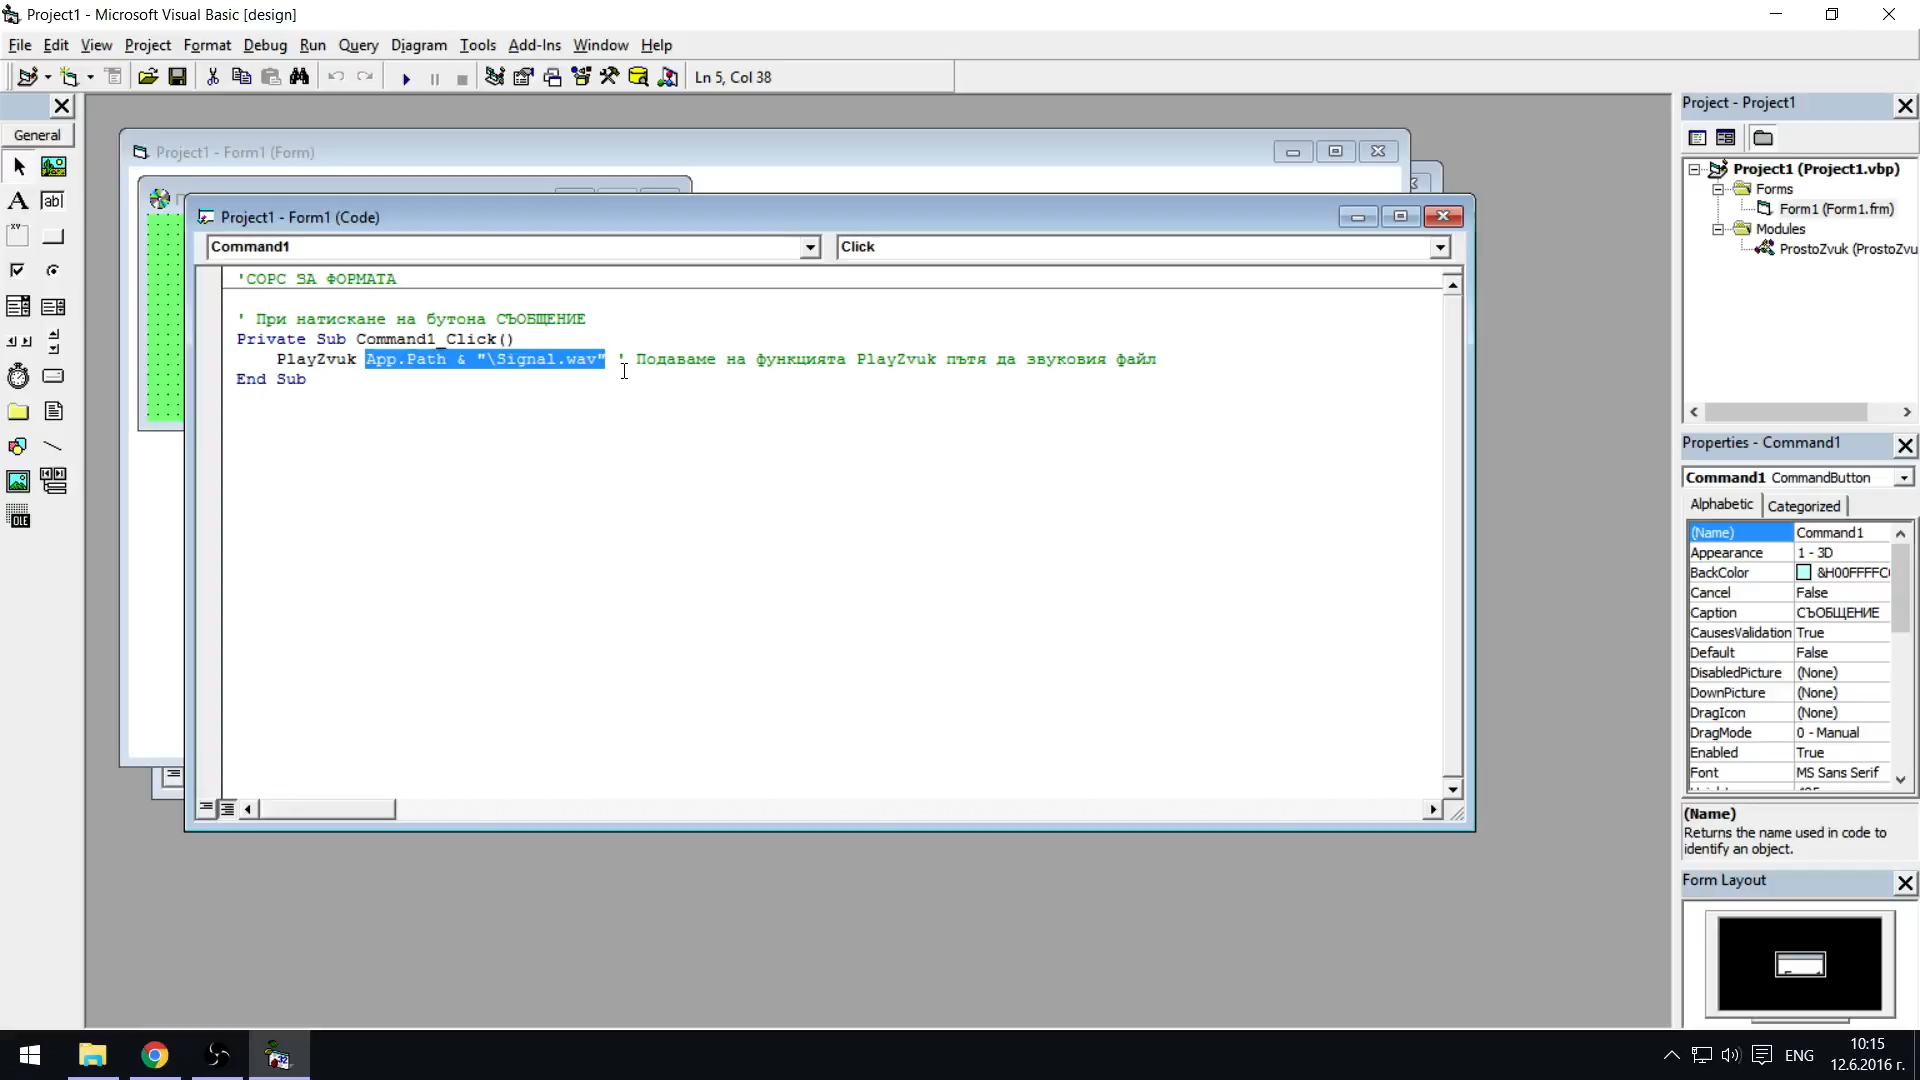 Project1 - Microsoft Visual Basic [design]
File Edit View Project Format Debug Run Query Diagram Tools Add-Ins Window Help
Ln 5, Col 38
General
Project1 - Form1 (Form)
Project1 - Form1 (Code)
Command1 Click
'СОРС ЗА ФОРМАТА
' При натискане на бутона СЪОБЩЕНИЕ
Private Sub Command1_Click()
PlayZvuk App.Path & "\Signal.wav" ' Подаваме на функцията PlayZvuk пътя да звуковия файл
End Sub
Project - Project1
Project1 (Project1.vbp)
Forms
Form1 (Form1.frm)
Modules
ProstoZvuk (ProstoZvu
Properties - Command1
Command1 CommandButton
Alphabetic Categorized
(Name) Command1
Appearance 1 - 3D
BackColor &H00FFFFC
Cancel False
Caption СЪОБЩЕНИЕ
CausesValidation True
Default False
DisabledPicture (None)
DownPicture (None)
DragIcon (None)
DragMode 0 - Manual
Enabled True
Font MS Sans Serif
(Name)
Returns the name used in code to
identify an object.
Form Layout
ENG
10:15
12.6.2016 г.